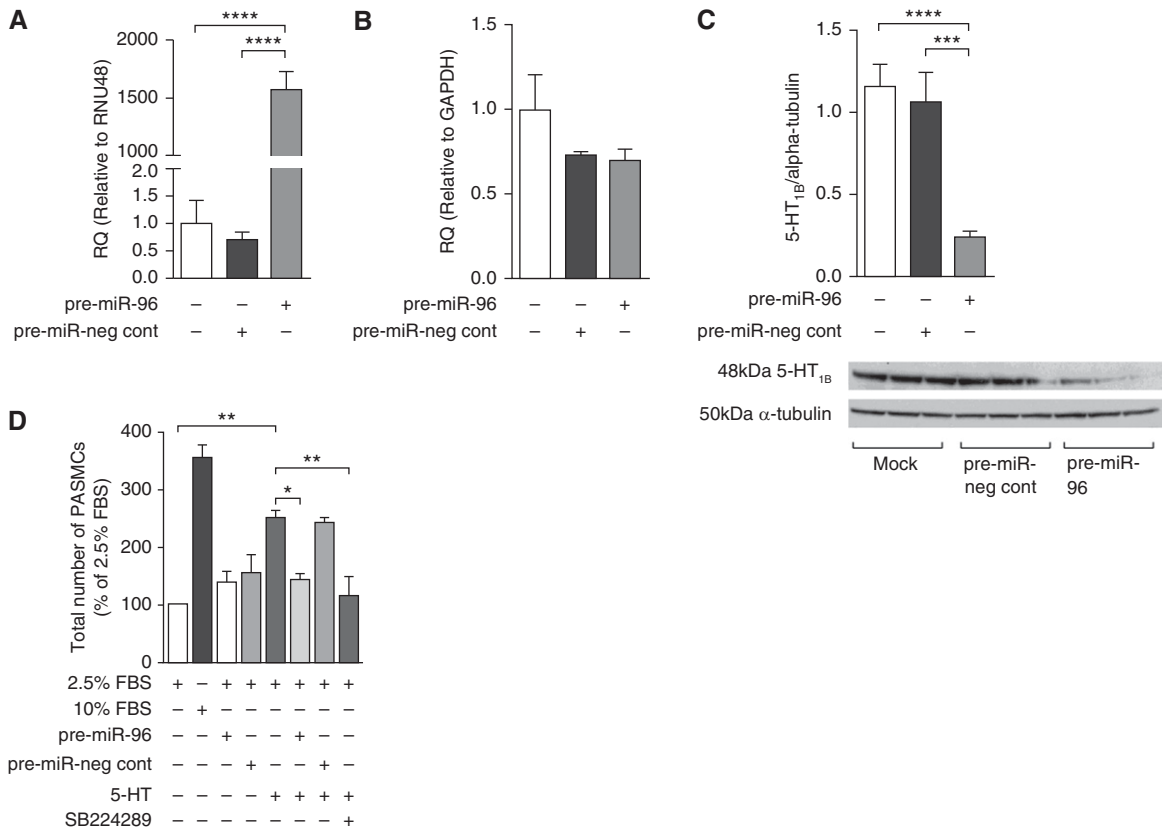 A
****
****
2000
1500
1000
2.0
1.5
1.0
0.5
0.0
RQ (Relative to RNU48)
pre-miR-96 – – +
pre-miR-neg cont – + –
B
1.5
1.0
0.5
0.0
RQ (Relative to GAPDH)
pre-miR-96 – – +
pre-miR-neg cont – + –
C
****
***
1.5
1.0
0.5
0.0
5-HT1B/alpha-tubulin
pre-miR-96 – – +
pre-miR-neg cont – + –
48kDa 5-HT1B
50kDa α-tubulin
Mock
pre-miR-
neg cont
pre-miR-
96
D
**
**
*
400
300
200
100
0
Total number of PASMCs
(% of 2.5% FBS)
2.5% FBS + – + + + + + +
10% FBS – + – – – – – –
pre-miR-96 – – + – – + – –
pre-miR-neg cont – – – + – – + –
5-HT – – – – + + + +
SB224289 – – – – – – – +